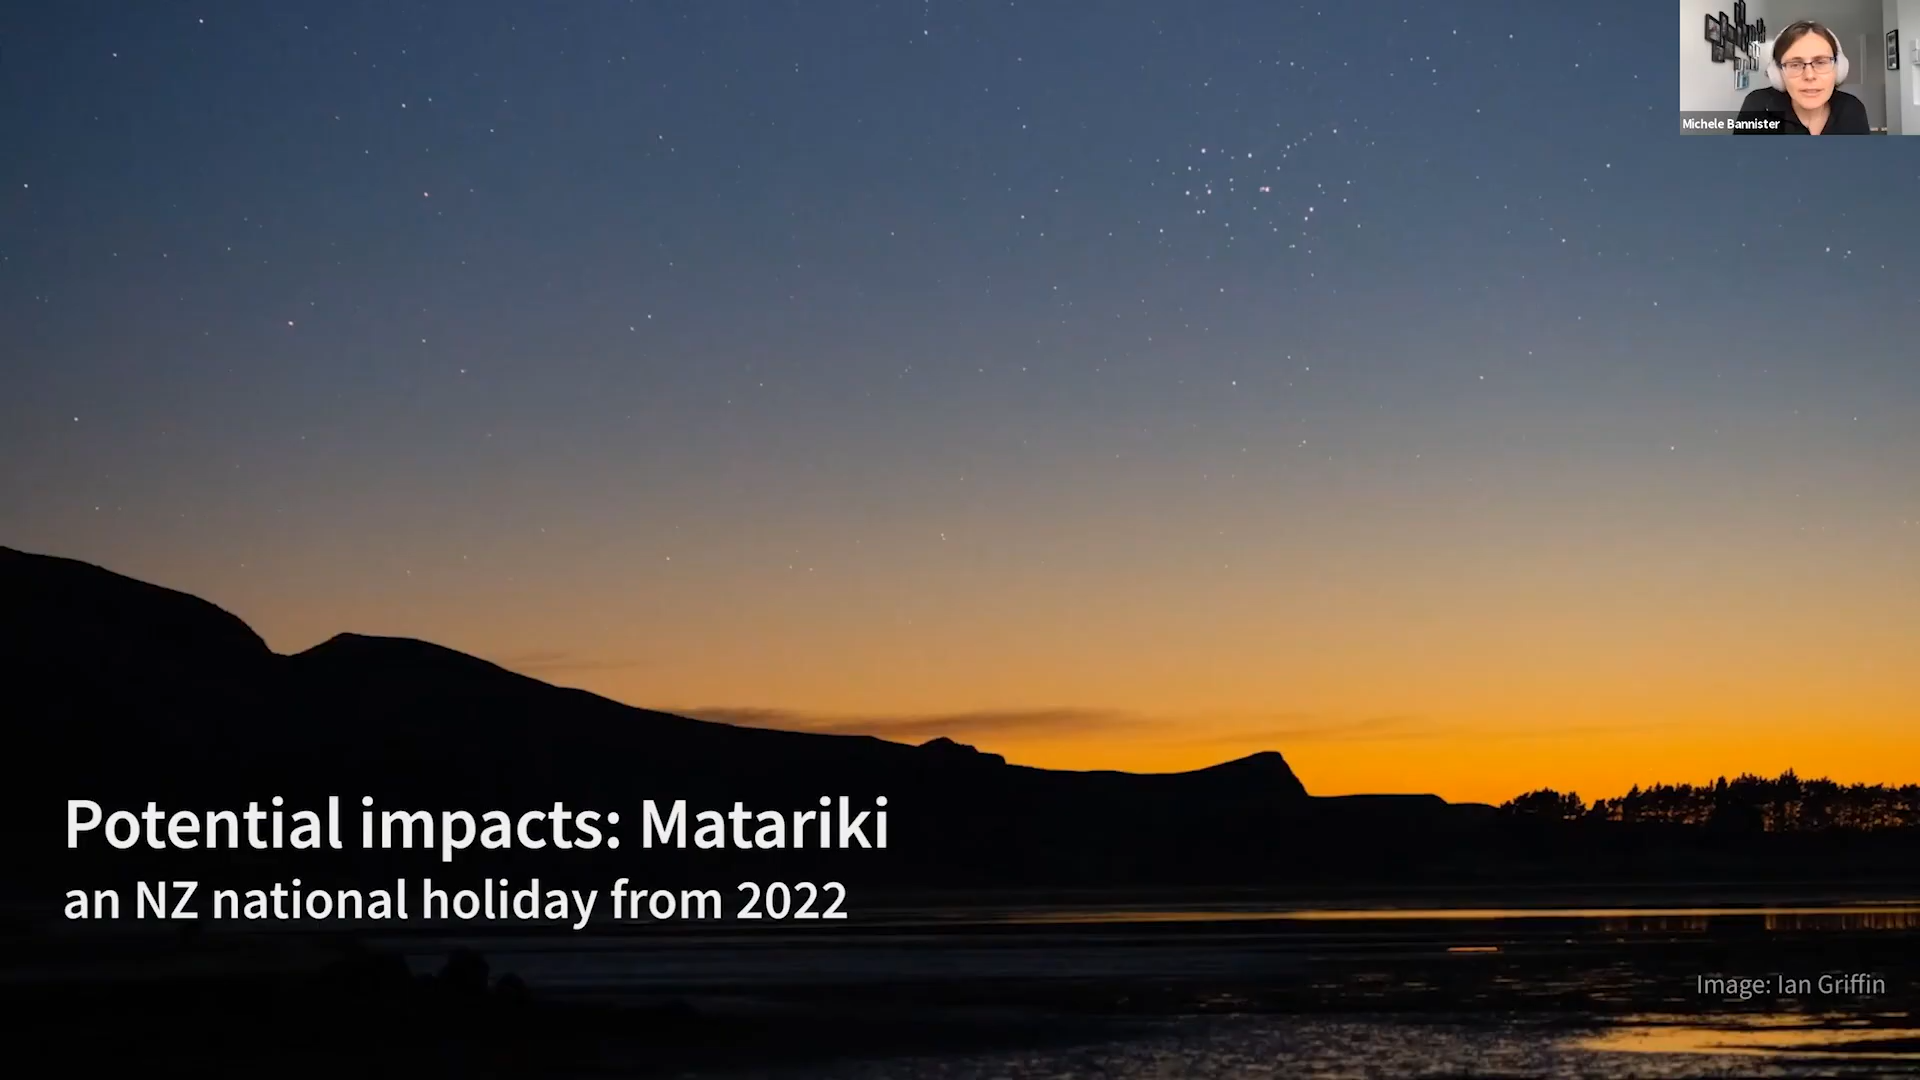 Michele Bannister
Potential impacts: Matariki
an NZ national holiday from 2022
Image: Ian Griffin